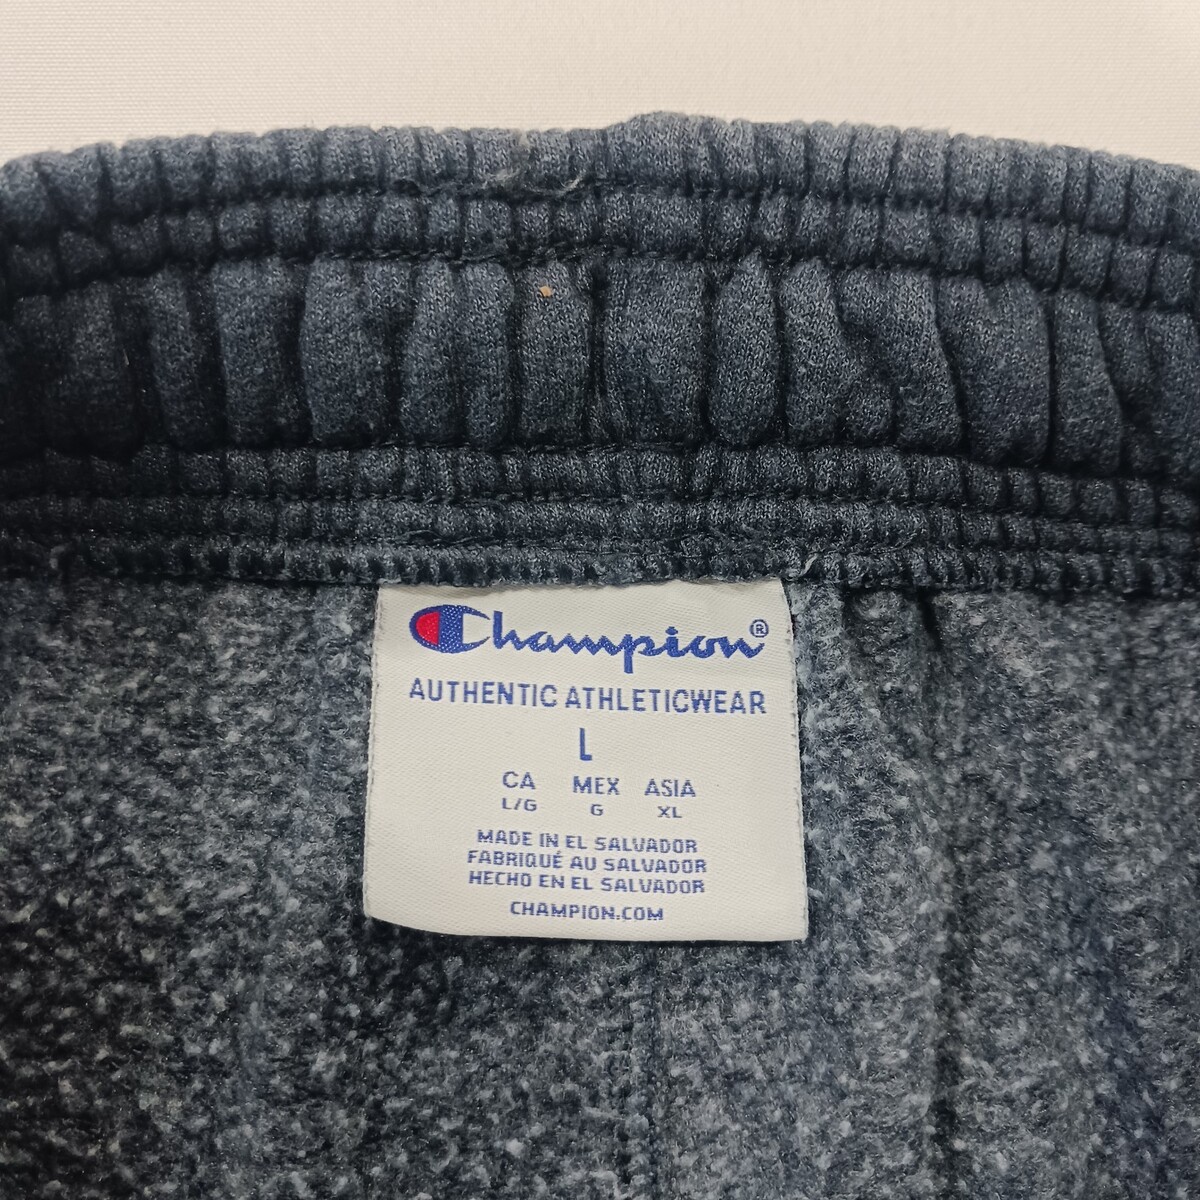 Champion®
AUTHENTIC ATHLETICWEAR
L
CA MEX ASIA
L/G G XL
MADE IN EL SALVADOR
FABRIQUÉ AU SALVADOR
HECHO EN EL SALVADOR
CHAMPION.COM